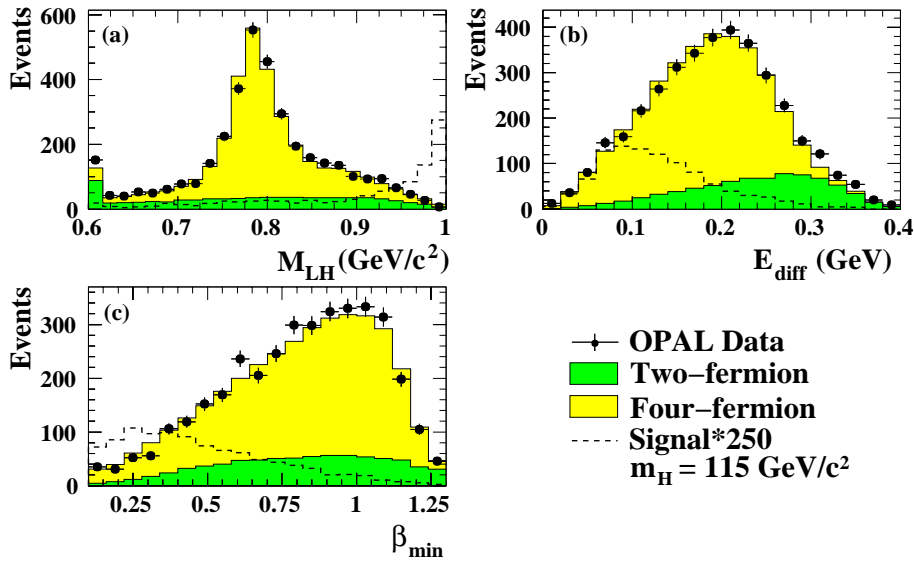 Events
(a)
600
400
200
0
0.6 0.7 0.8 0.9 1
M_LH (GeV/c²)
Events
(b)
400
300
200
100
0
0 0.1 0.2 0.3 0.4
E_diff (GeV)
Events
(c)
300
200
100
0
0.25 0.5 0.75 1 1.25
β_min
OPAL Data
Two-fermion
Four-fermion
Signal*250
m_H = 115 GeV/c²